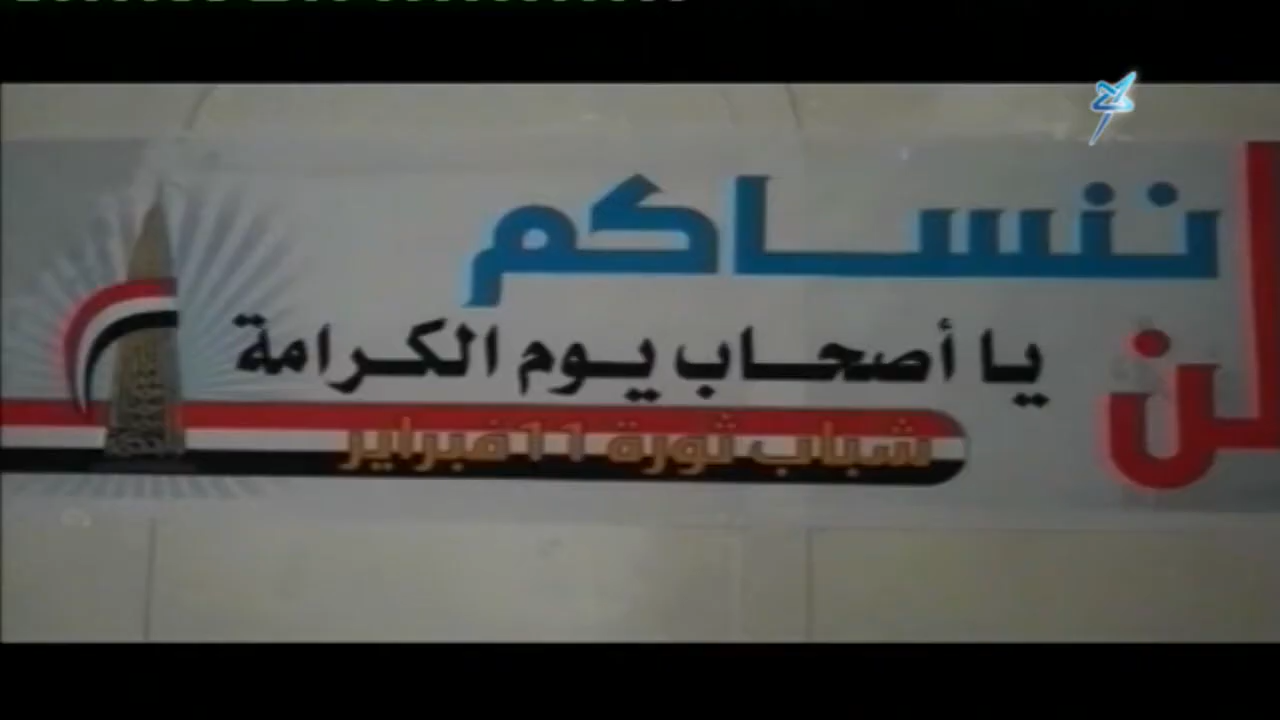 لن ننساكم
يا أصحاب يوم الكرامة
شباب ثورة 11 فبراير